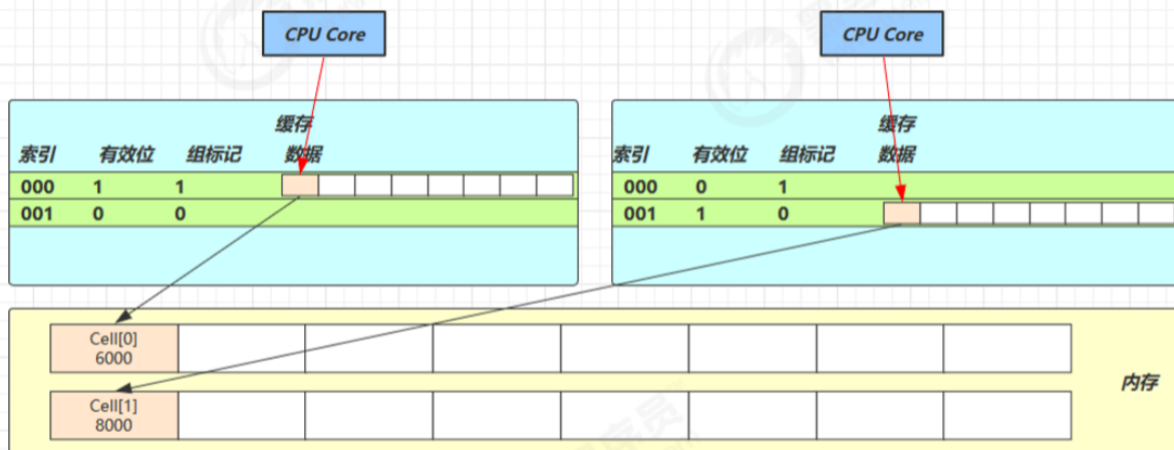 CPU Core
CPU Core
缓存
索引 有效位 组标记 数据
000 1 1
001 0 0
缓存
索引 有效位 组标记 数据
000 0 1
001 1 0
Cell[0]
6000
Cell[1]
8000
内存